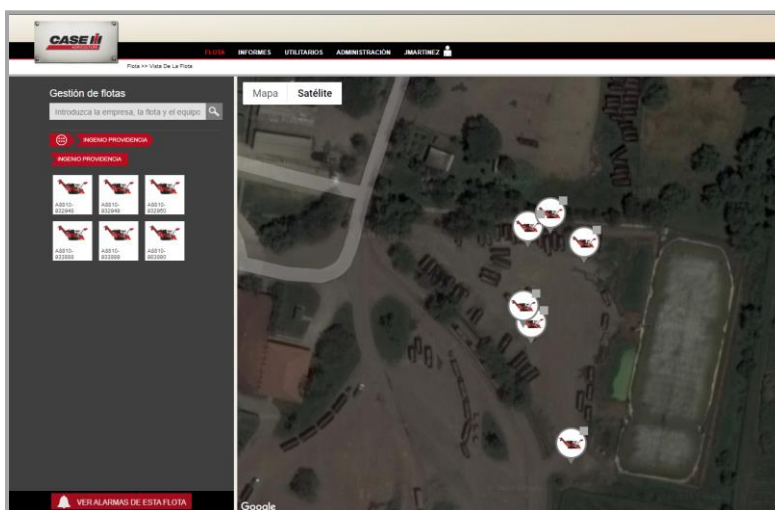 CASE IH
AGRICULTURE
FLOTA INFORMES UTILITARIOS ADMINISTRACIÓN JMARTINEZ
Flota >> Vista De La Flota
Gestión de flotas
Introduzca la empresa, la flota y el equipo
INGENIO PROVIDENCIA
INGENIO PROVIDENCIA
A8810-
A8810-
A8810-
A8810-
A8810-
A8810-
VER ALARMAS DE ESTA FLOTA
Mapa Satélite
Google